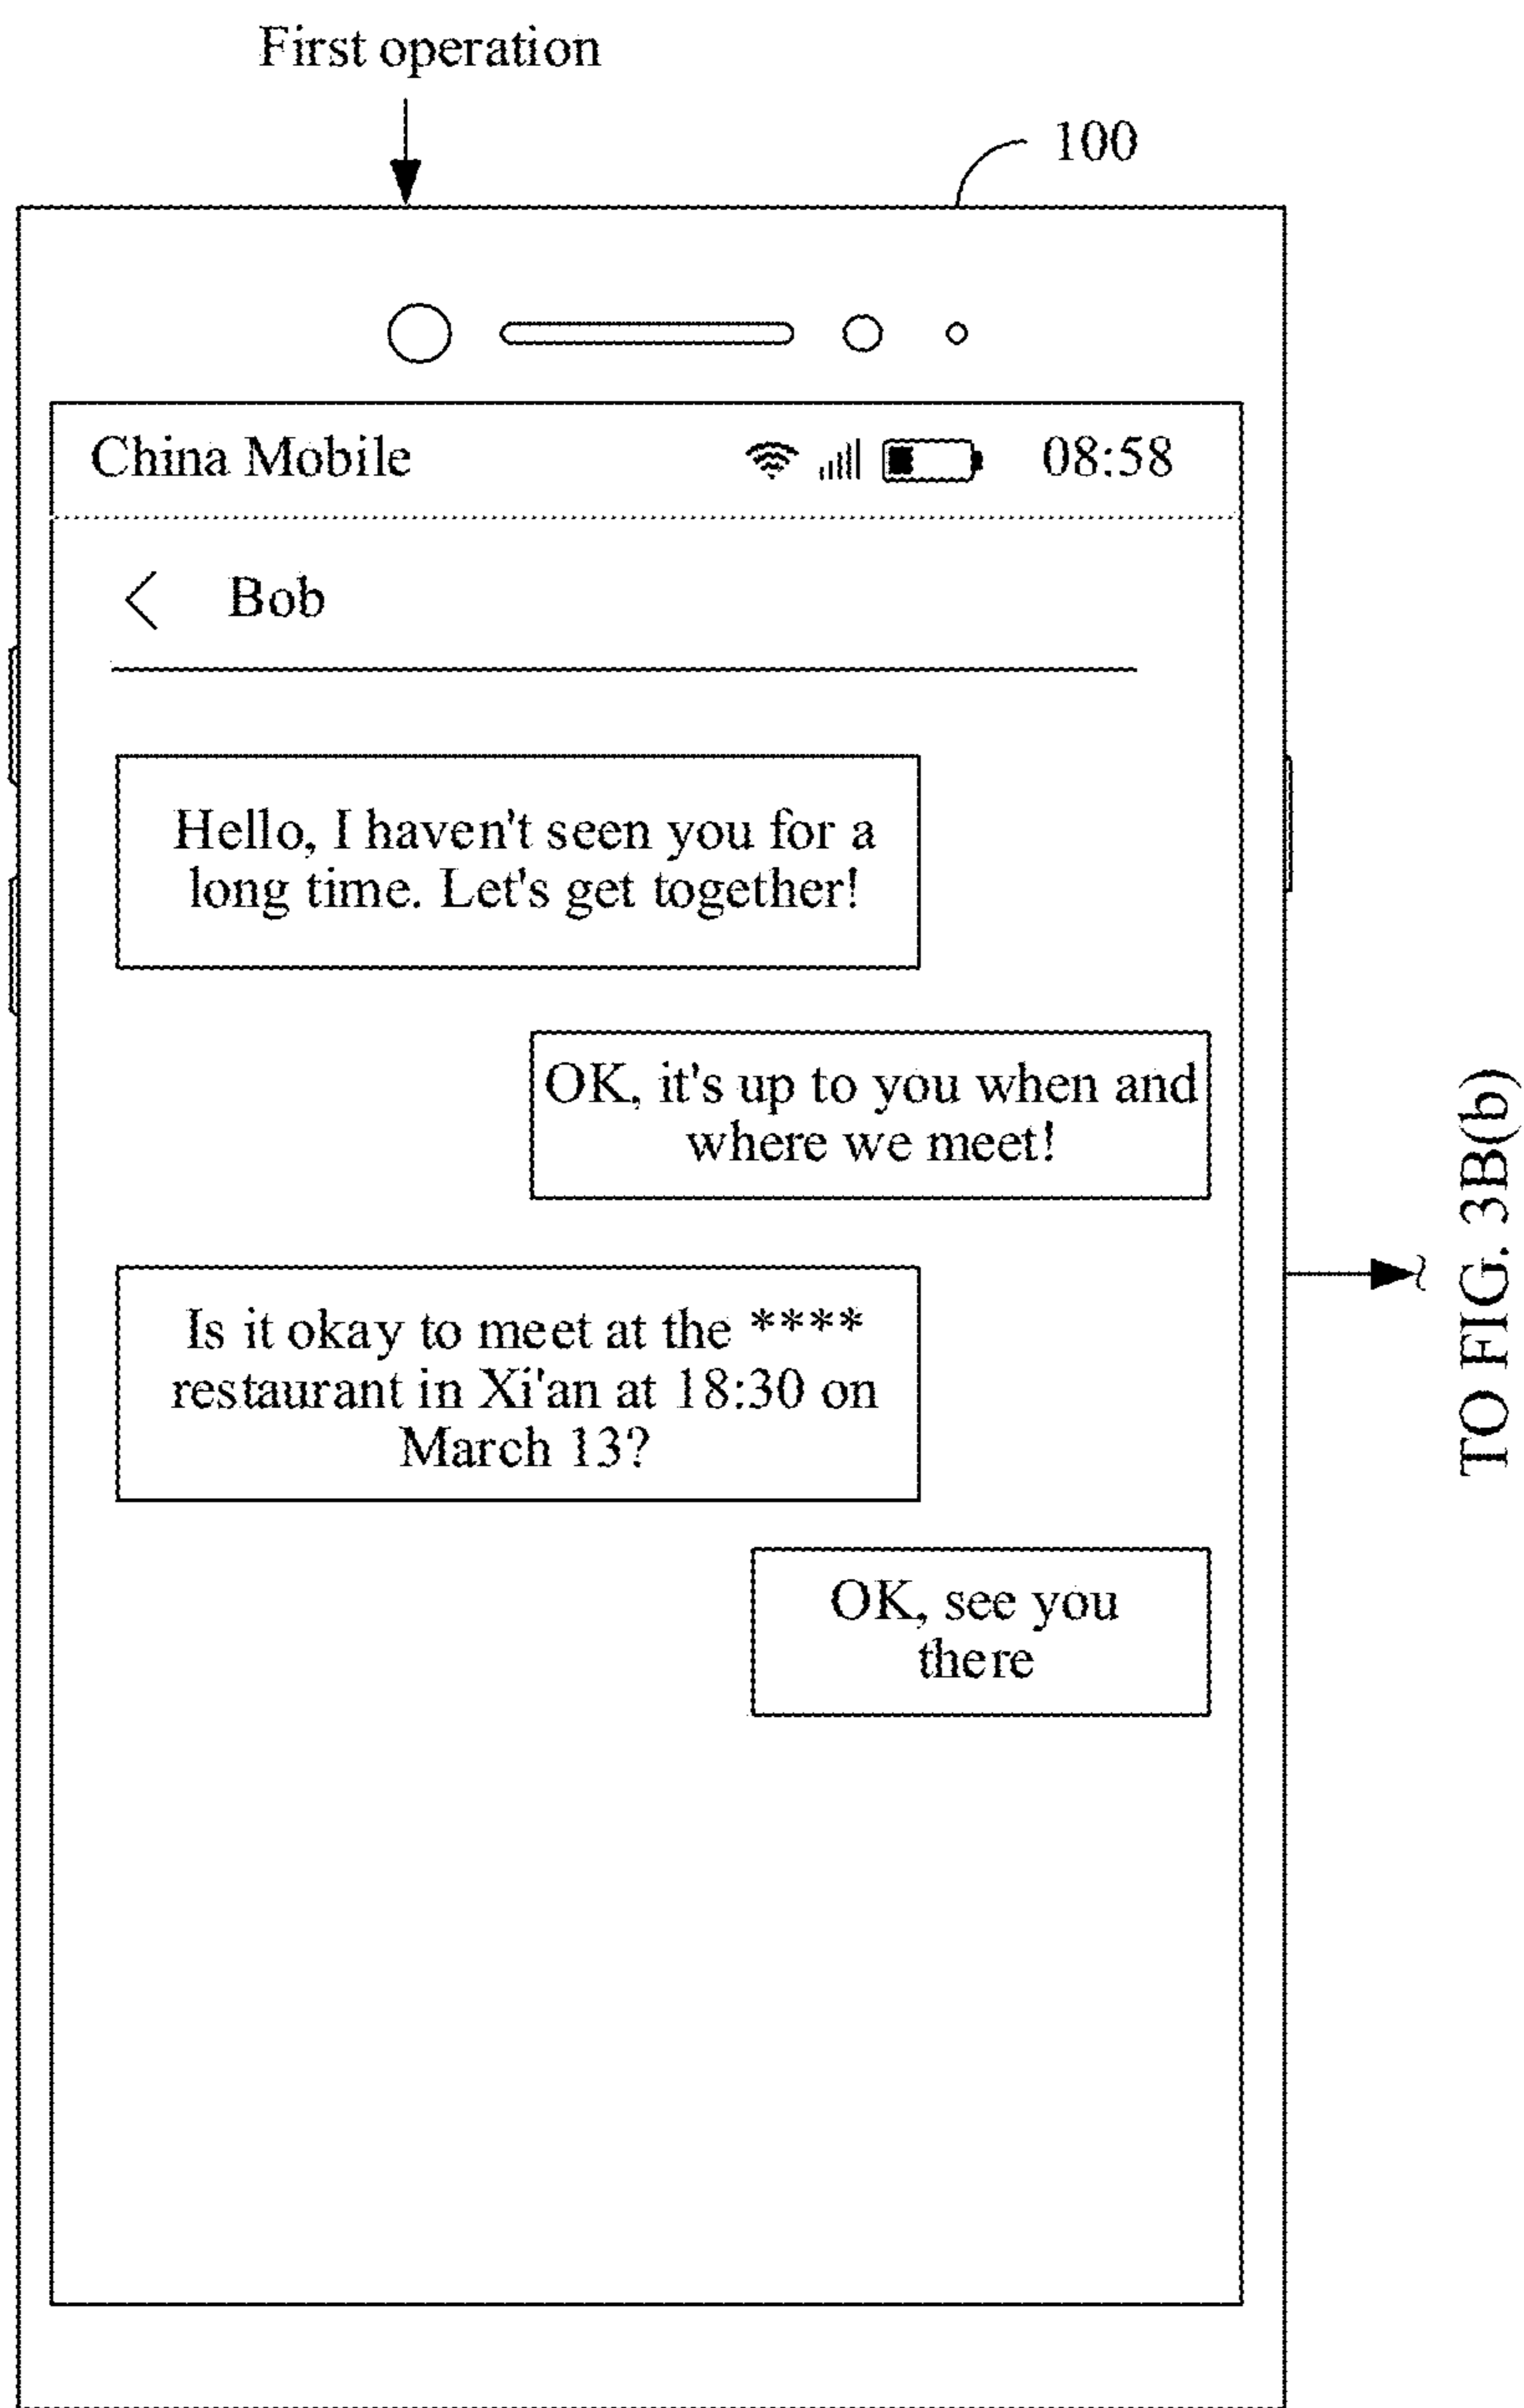 First operation
100
China Mobile 08:58
< Bob
Hello, I haven't seen you for a
long time. Let's get together!
OK, it's up to you when and
where we meet!
Is it okay to meet at the ****
restaurant in Xi'an at 18:30 on
March 13?
OK, see you
there
TO FIG. 3B(b)